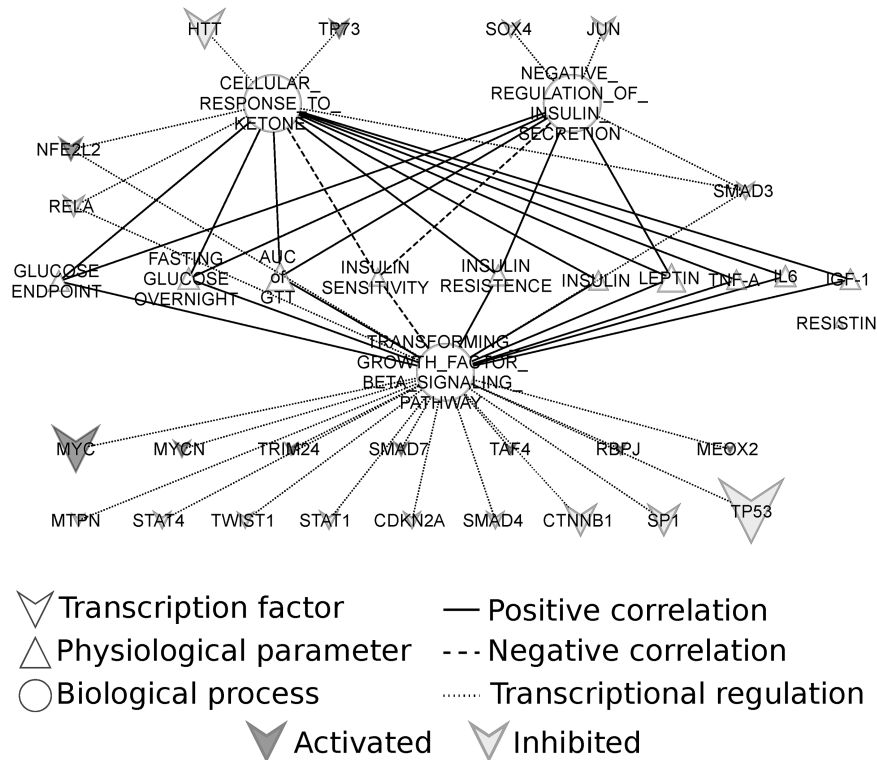 HTT
TP73
SOX4
JUN
CELLULAR_
RESPONSE_TO_
KETONE
NEGATIVE_
REGULATION_OF_
INSULIN_
SECRETION
NFE2L2
RELA
SMAD3
GLUCOSE
ENDPOINT
FASTING
GLUCOSE
OVERNIGHT
AUC
of
GTT
INSULIN
SENSITIVITY
INSULIN
RESISTENCE
INSULIN
LEPTIN
TNF-A
IL6
IGF-1
RESISTIN
TRANSFORMING_
GROWTH_FACTOR_
BETA_SIGNALING_
PATHWAY
MYC
MYCN
TRIM24
SMAD7
TAF4
RBPJ
MEOX2
MTPN
STAT4
TWIST1
STAT1
CDKN2A
SMAD4
CTNNB1
SP1
TP53
Transcription factor
Positive correlation
Physiological parameter
Negative correlation
Biological process
Transcriptional regulation
Activated
Inhibited